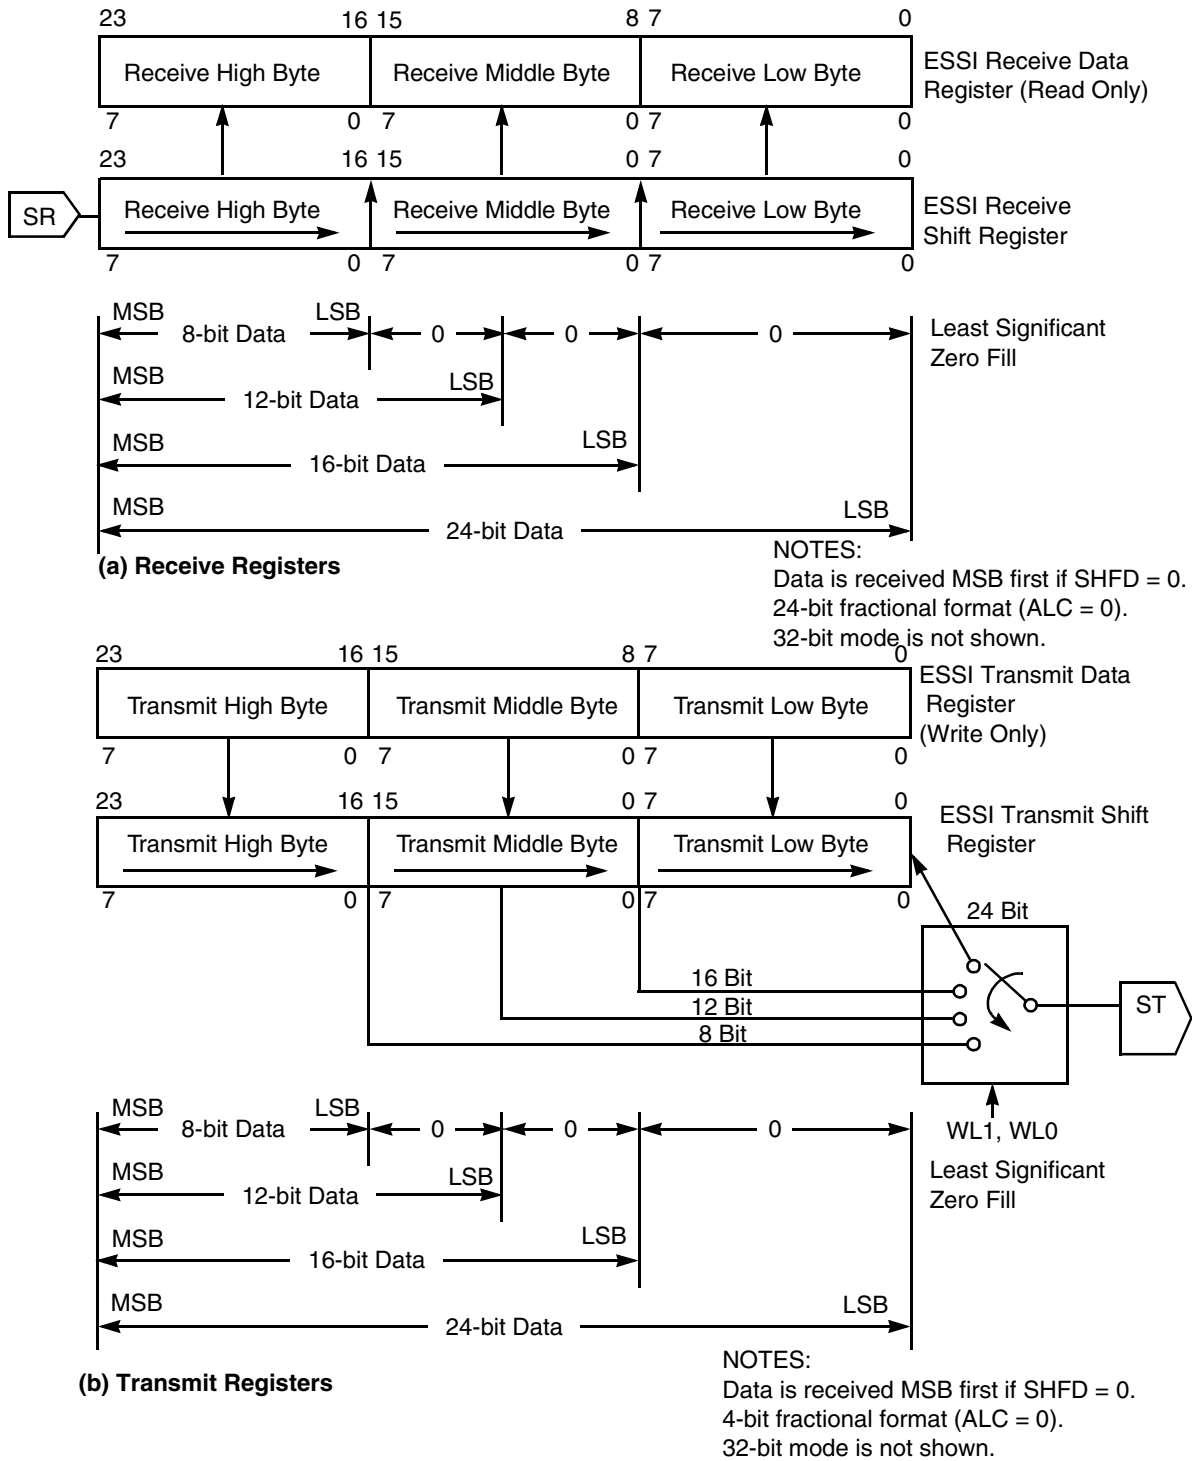 23 16 15 8 7 0
Receive High Byte Receive Middle Byte Receive Low Byte
ESSI Receive Data
Register (Read Only)
7 0 7 0 7 0
23 16 15 0 7 0
SR
Receive High Byte Receive Middle Byte Receive Low Byte
ESSI Receive
Shift Register
7 0 7 0 7 0
MSB LSB
8-bit Data 0 0 0
Least Significant
Zero Fill
MSB LSB
12-bit Data
MSB LSB
16-bit Data
MSB LSB
24-bit Data
(a) Receive Registers
NOTES:
Data is received MSB first if SHFD = 0.
24-bit fractional format (ALC = 0).
32-bit mode is not shown.
23 16 15 8 7 0
Transmit High Byte Transmit Middle Byte Transmit Low Byte
ESSI Transmit Data
Register
(Write Only)
7 0 7 0 7 0
23 16 15 0 7 0
Transmit High Byte Transmit Middle Byte Transmit Low Byte
ESSI Transmit Shift
Register
7 0 7 0 7 0
24 Bit
16 Bit
12 Bit
8 Bit
ST
WL1, WL0
MSB LSB
8-bit Data 0 0 0
Least Significant
Zero Fill
MSB LSB
12-bit Data
MSB LSB
16-bit Data
MSB LSB
24-bit Data
(b) Transmit Registers
NOTES:
Data is received MSB first if SHFD = 0.
4-bit fractional format (ALC = 0).
32-bit mode is not shown.